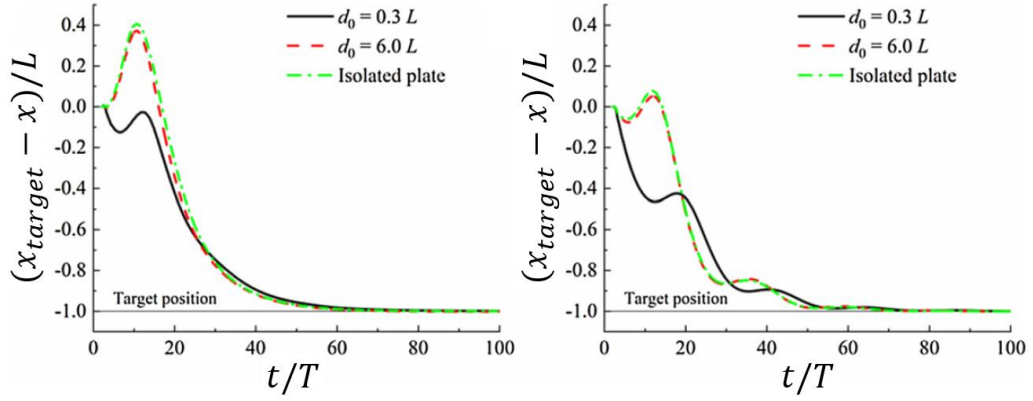 d₀ = 0.3 L
d₀ = 6.0 L
Isolated plate
(x_target − x)/L
0.4
0.2
0.0
-0.2
-0.4
-0.6
-0.8
-1.0
Target position
0 20 40 60 80 100
t/T
d₀ = 0.3 L
d₀ = 6.0 L
Isolated plate
(x_target − x)/L
0.4
0.2
0.0
-0.2
-0.4
-0.6
-0.8
-1.0
Target position
0 20 40 60 80 100
t/T